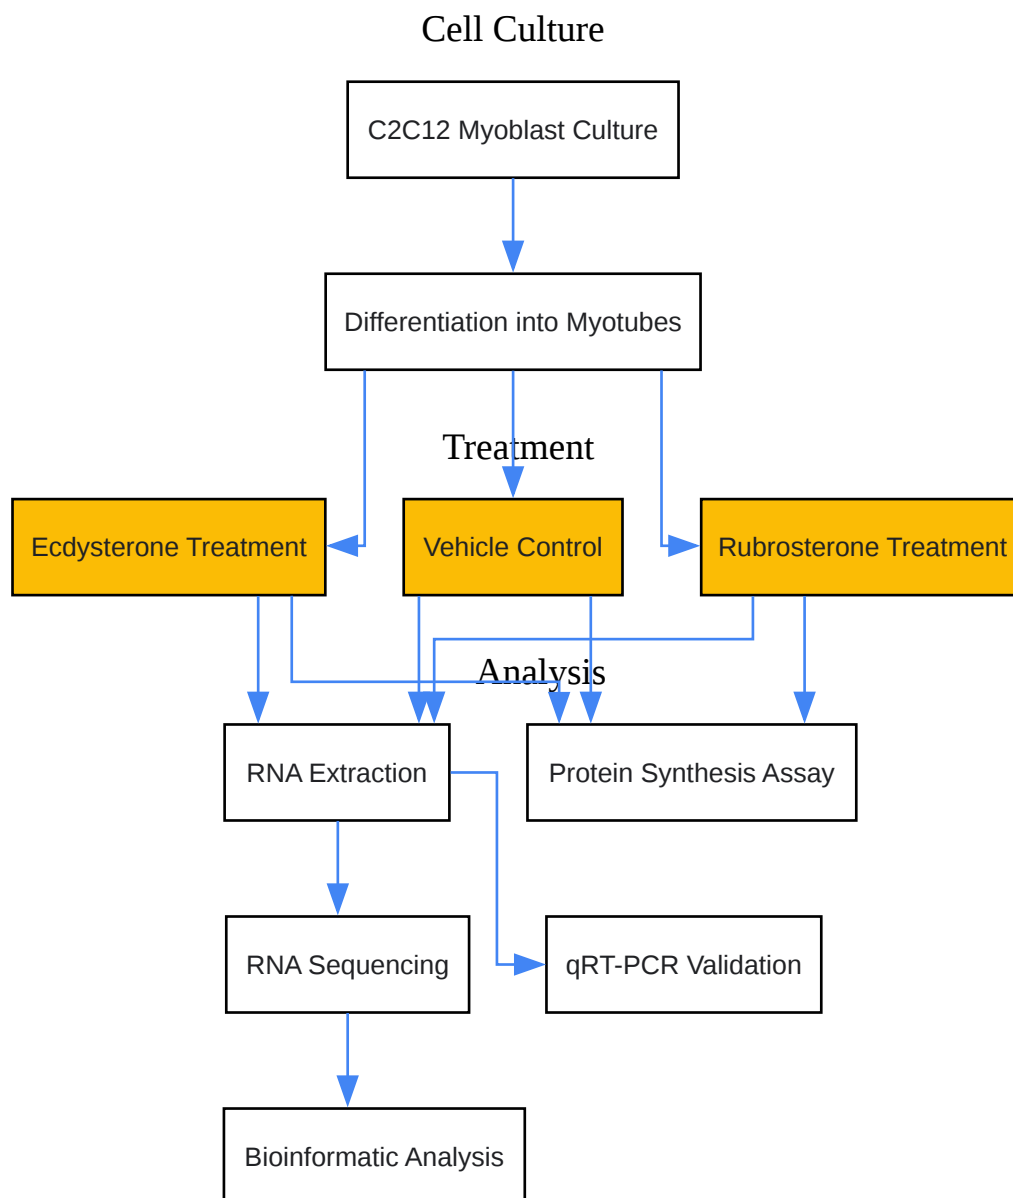 Cell Culture
C2C12 Myoblast Culture
Differentiation into Myotubes
Treatment
Ecdysterone Treatment
Vehicle Control
Rubrosterone Treatment
Analysis
RNA Extraction
Protein Synthesis Assay
RNA Sequencing
qRT-PCR Validation
Bioinformatic Analysis